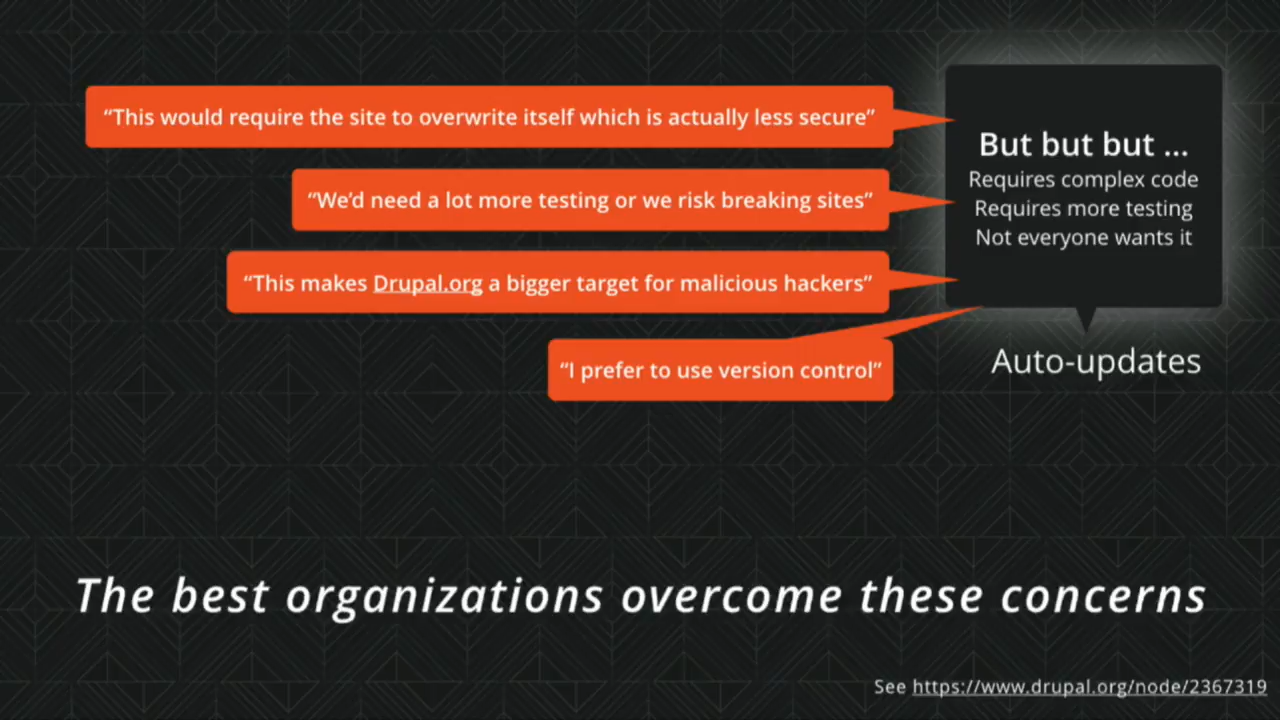 “This would require the site to overwrite itself which is actually less secure”
“We’d need a lot more testing or we risk breaking sites”
“This makes Drupal.org a bigger target for malicious hackers”
“I prefer to use version control”
But but but ...
Requires complex code
Requires more testing
Not everyone wants it
Auto-updates
The best organizations overcome these concerns
See https://www.drupal.org/node/2367319